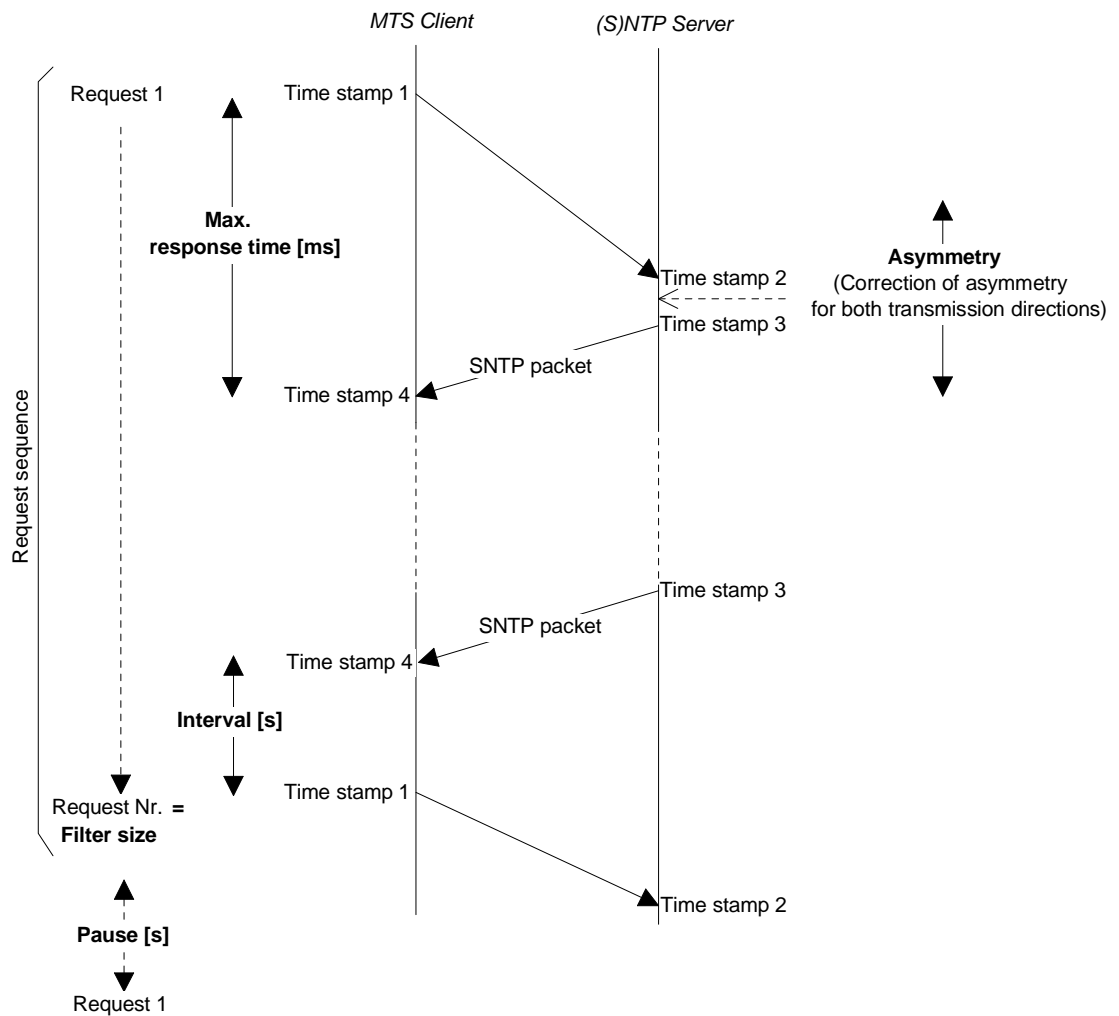 MTS Client
(S)NTP Server
Request 1
Time stamp 1
Max.
response time [ms]
Asymmetry
(Correction of asymmetry
for both transmission directions)
Time stamp 2
Time stamp 3
SNTP packet
Time stamp 4
Request sequence
Time stamp 3
SNTP packet
Time stamp 4
Interval [s]
Time stamp 1
Request Nr. =
Filter size
Time stamp 2
Pause [s]
Request 1